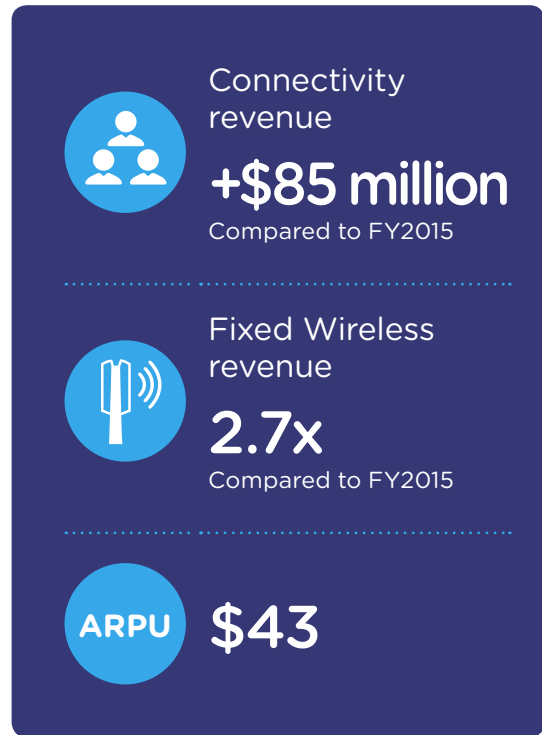 Connectivity
revenue
+$85 million
Compared to FY2015
Fixed Wireless
revenue
2.7x
Compared to FY2015
ARPU $43